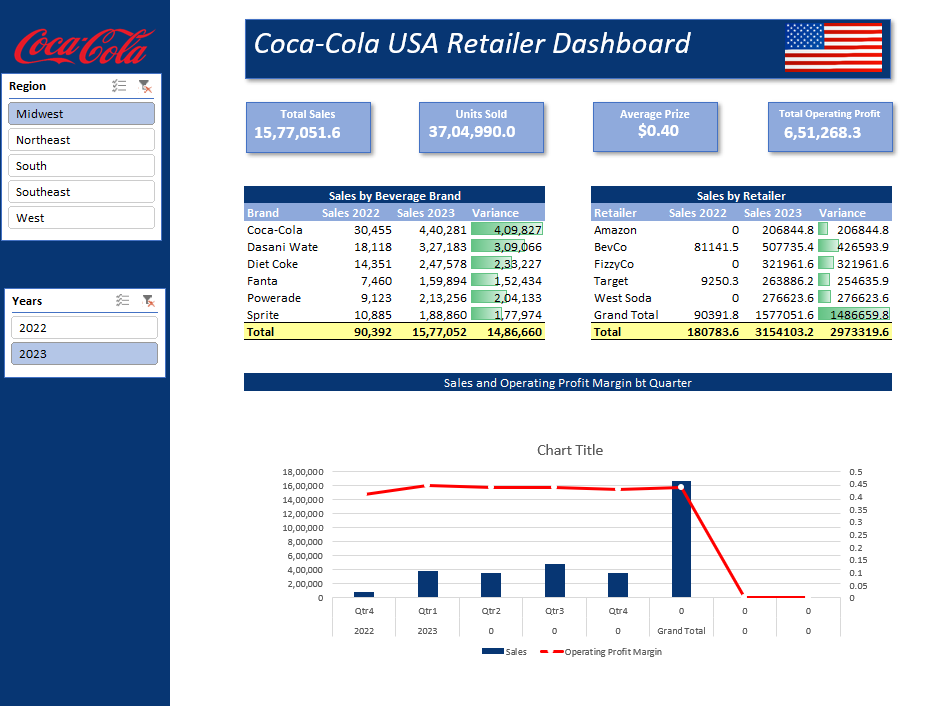 Coca-Cola
Coca-Cola USA Retailer Dashboard
Region
Midwest
Northeast
South
Southeast
West
Years
2022
2023
Total Sales
15,77,051.6
Units Sold
37,04,990.0
Average Prize
$0.40
Total Operating Profit
6,51,268.3
Sales by Beverage Brand
Brand Sales 2022 Sales 2023 Variance
Coca-Cola 30,455 4,40,281 4,09,827
Dasani Wate 18,118 3,27,183 3,09,066
Diet Coke 14,351 2,47,578 2,33,227
Fanta 7,460 1,59,894 1,52,434
Powerade 9,123 2,13,256 2,04,133
Sprite 10,885 1,88,860 1,77,974
Total 90,392 15,77,052 14,86,660
Sales by Retailer
Retailer Sales 2022 Sales 2023 Variance
Amazon 0 206844.8 206844.8
BevCo 81141.5 507735.4 426593.9
FizzyCo 0 321961.6 321961.6
Target 9250.3 263886.2 254635.9
West Soda 0 276623.6 276623.6
Grand Total 90391.8 1577051.6 1486659.8
Total 180783.6 3154103.2 2973319.6
Sales and Operating Profit Margin bt Quarter
Chart Title
18,00,000
16,00,000
14,00,000
12,00,000
10,00,000
8,00,000
6,00,000
4,00,000
2,00,000
0
0.5
0.45
0.4
0.35
0.3
0.25
0.2
0.15
0.1
0.05
0
Qtr4 Qtr1 Qtr2 Qtr3 Qtr4 0 0 0
2022 2023 0 0 0 Grand Total 0 0
Sales Operating Profit Margin